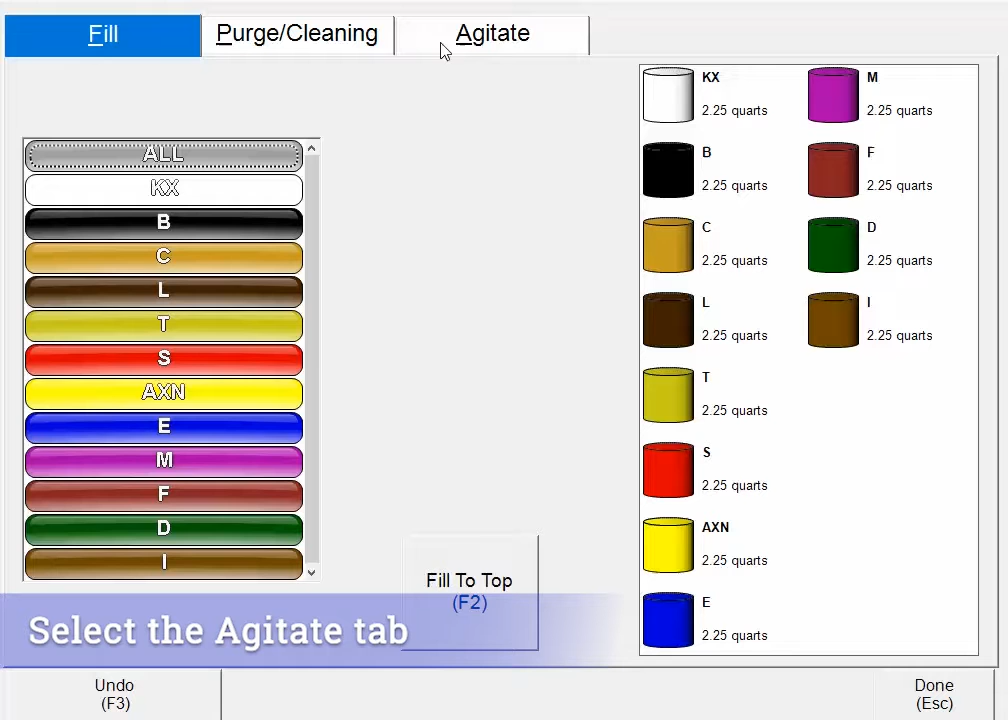 Fill
Purge/Cleaning
Agitate
ALL
KX
B
C
L
T
S
AXN
E
M
F
D
I
KX
2.25 quarts
B
2.25 quarts
C
2.25 quarts
L
2.25 quarts
T
2.25 quarts
S
2.25 quarts
AXN
2.25 quarts
E
2.25 quarts
M
2.25 quarts
F
2.25 quarts
D
2.25 quarts
I
2.25 quarts
Fill To Top
(F2)
Select the Agitate tab
Undo
(F3)
Done
(Esc)